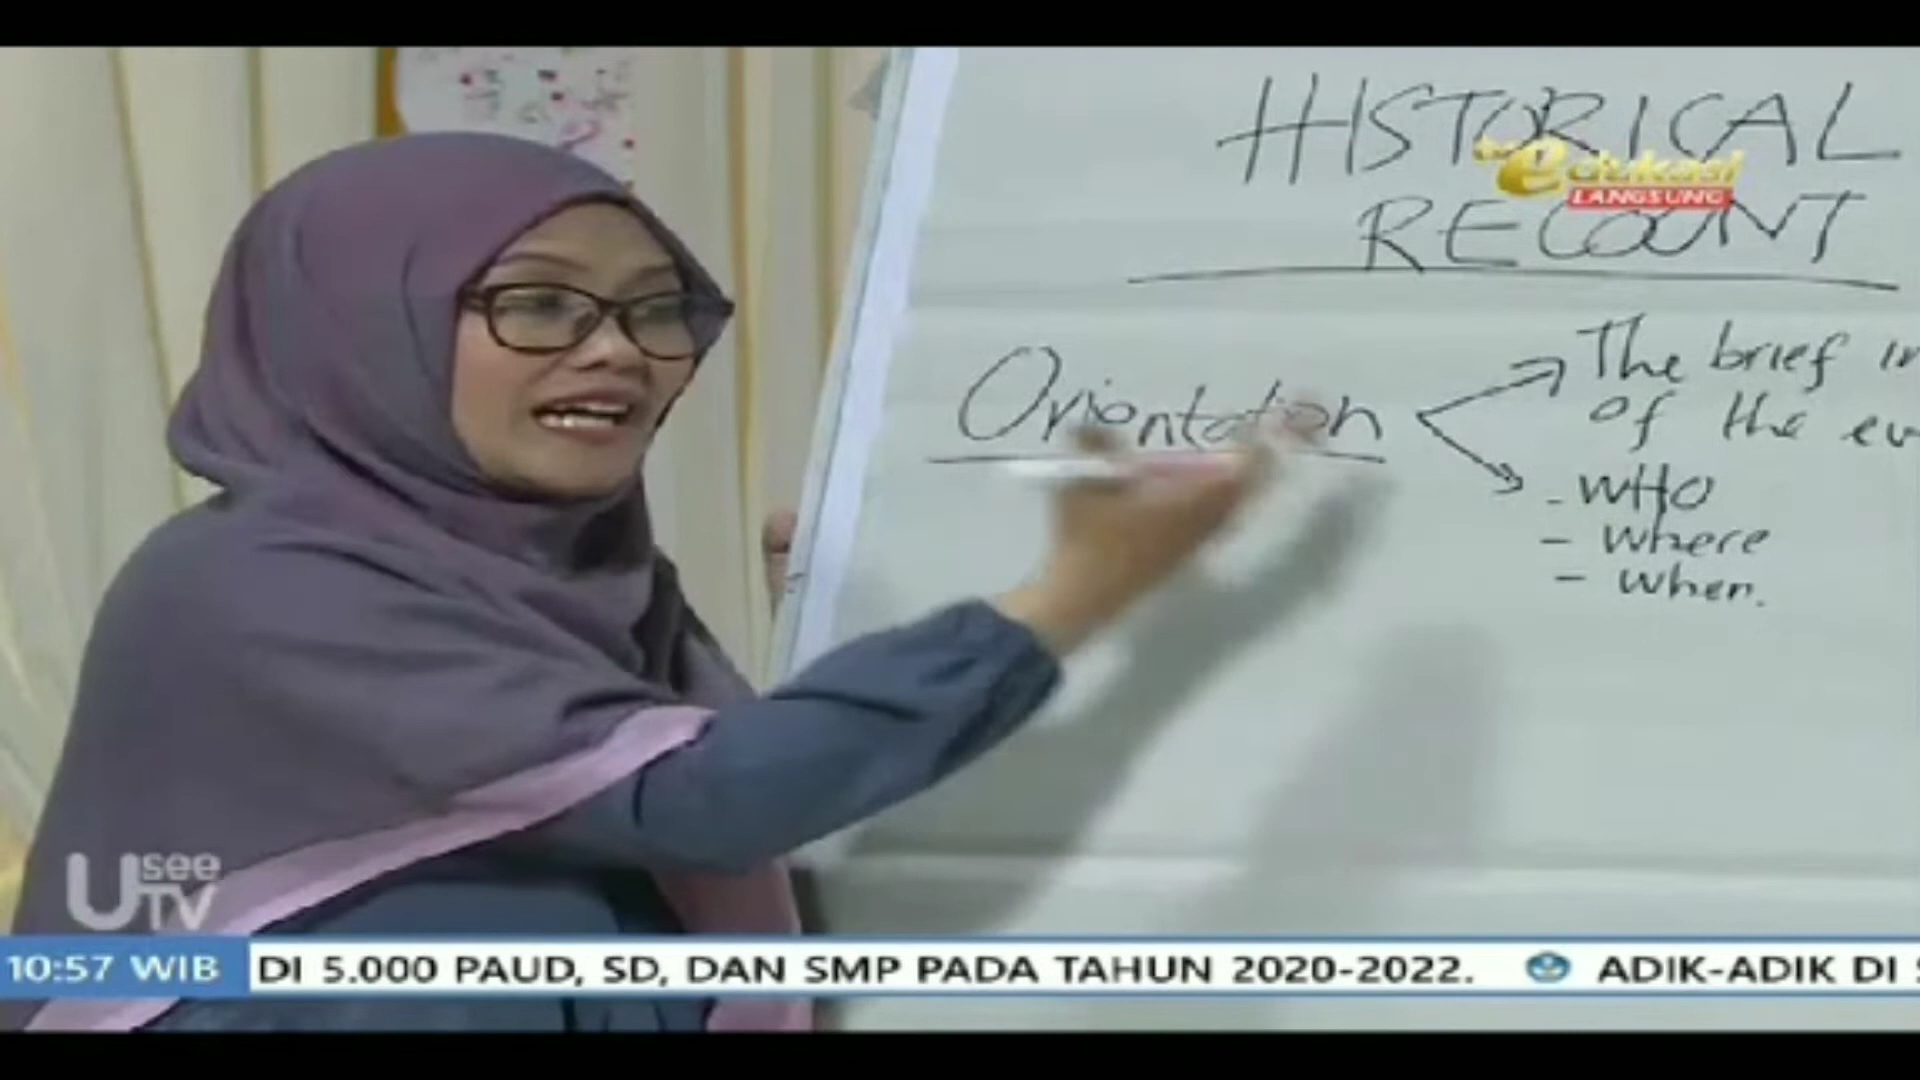 HISTORICAL
tv edukasi
LANGSUNG
RECOUNT
Orientation
The brief
of the
- WHO
- where
- when.
Usee
TV
10:57 WIB DI 5.000 PAUD, SD, DAN SMP PADA TAHUN 2020-2022. ADIK-ADIK DI